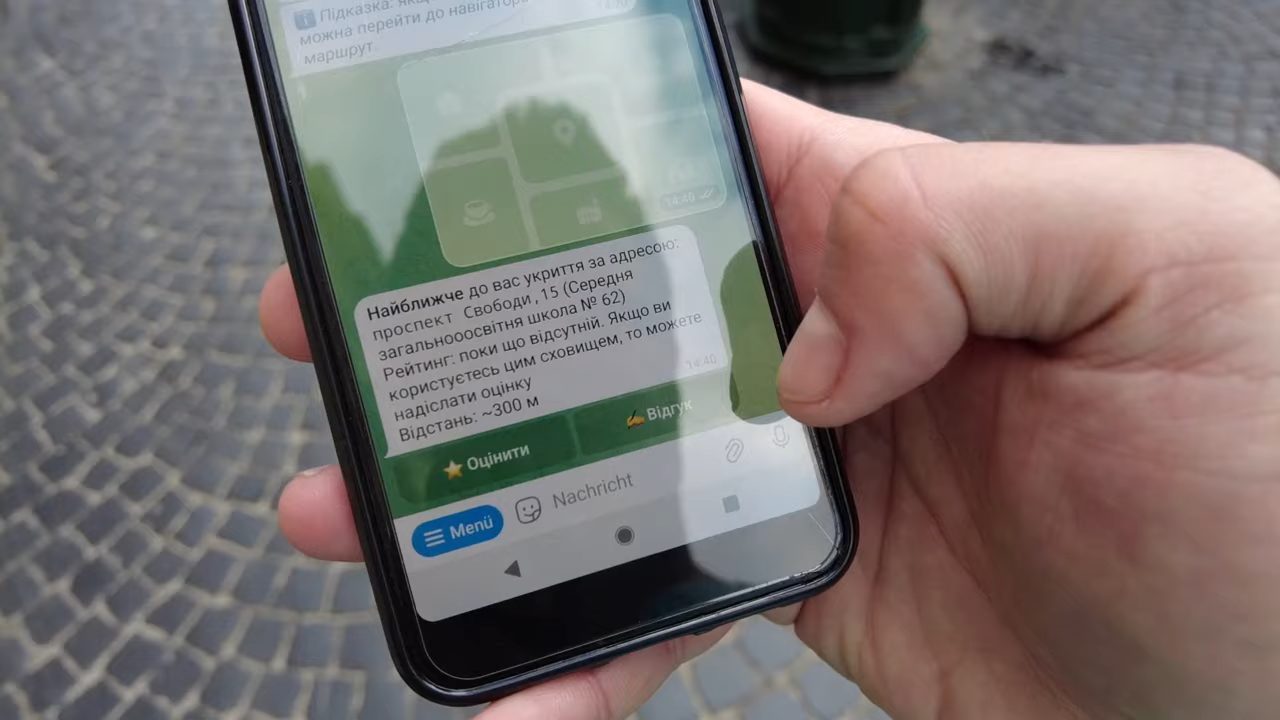 Підказка: якщ
можна перейти до навігатора
маршрут.
14:40
Найближче до вас укриття за адресою:
проспект Свободи , 15 (Середня
загальнооосвітня школа № 62)
Рейтинг: поки що відсутній. Якщо ви
користуєтесь цим сховищем, то можете
надіслати оцінку
Відстань: ~300 м
14:40
Оцінити
Відгук
Menü
Nachricht